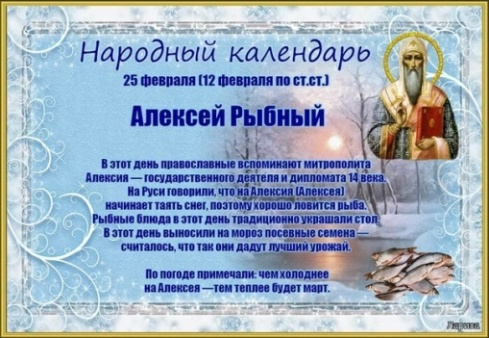 Народный календарь
25 февраля (12 февраля по ст.ст.)
Алексей Рыбный
В этот день православные вспоминают митрополита
Алексия — государственного деятеля и дипломата 14 века.
На Руси говорили, что на Алексия (Алексея)
начинает таять снег, поэтому хорошо ловится рыба.
Рыбные блюда в этот день традиционно украшали стол.
В этот день выносили на мороз посевные семена —
считалось, что так они дадут лучший урожай.
По погоде примечали: чем холоднее
на Алексея —тем теплее будет март.
Лариса